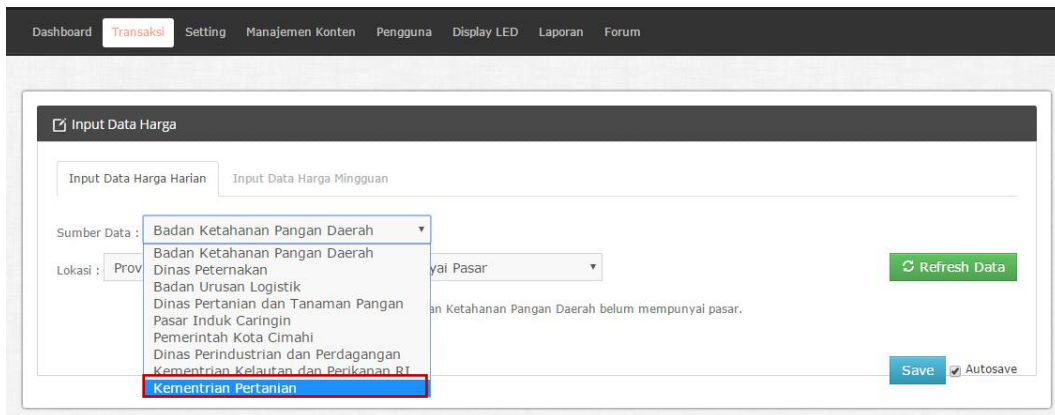 Dashboard Transaksi Setting Manajemen Konten Pengguna Display LED Laporan Forum
Input Data Harga
Input Data Harga Harian Input Data Harga Mingguan
Sumber Data : Badan Ketahanan Pangan Daerah
Badan Ketahanan Pangan Daerah
Lokasi : Prov Dinas Peternakan yai Pasar Refresh Data
Badan Urusan Logistik
Dinas Pertanian dan Tanaman Pangan an Ketahanan Pangan Daerah belum mempunyai pasar.
Pasar Induk Caringin
Pemerintah Kota Cimahi
Dinas Perindustrian dan Perdagangan
Kementrian Kelautan dan Perikanan RI Save Autosave
Kementrian Pertanian